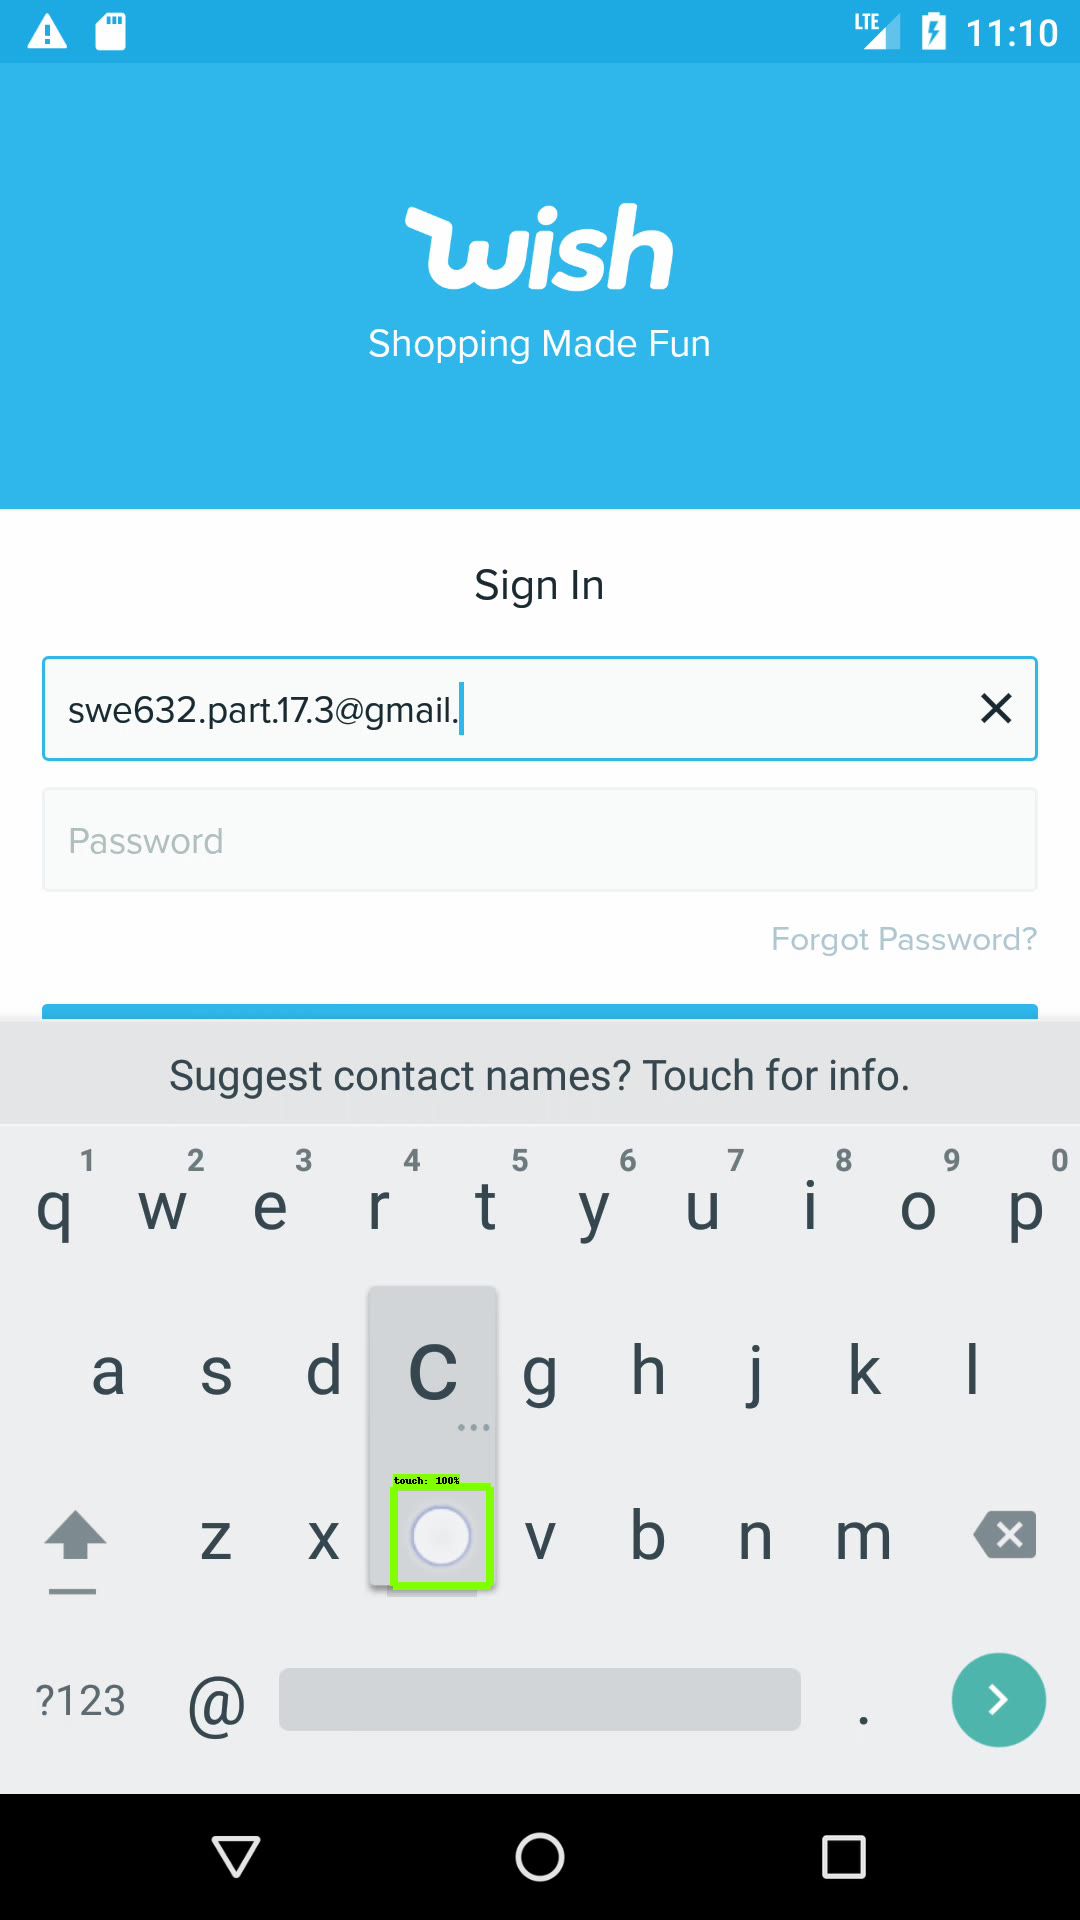 LTE 11:10
wish
Shopping Made Fun
Sign In
swe632.part.17.3@gmail.
Password
Forgot Password?
Suggest contact names? Touch for info.
1 2 3 4 5 6 7 8 9 0
q w e r t y u i o p
a s d c g h j k l
...
touch: 100%
z x v b n m
?123 @ .